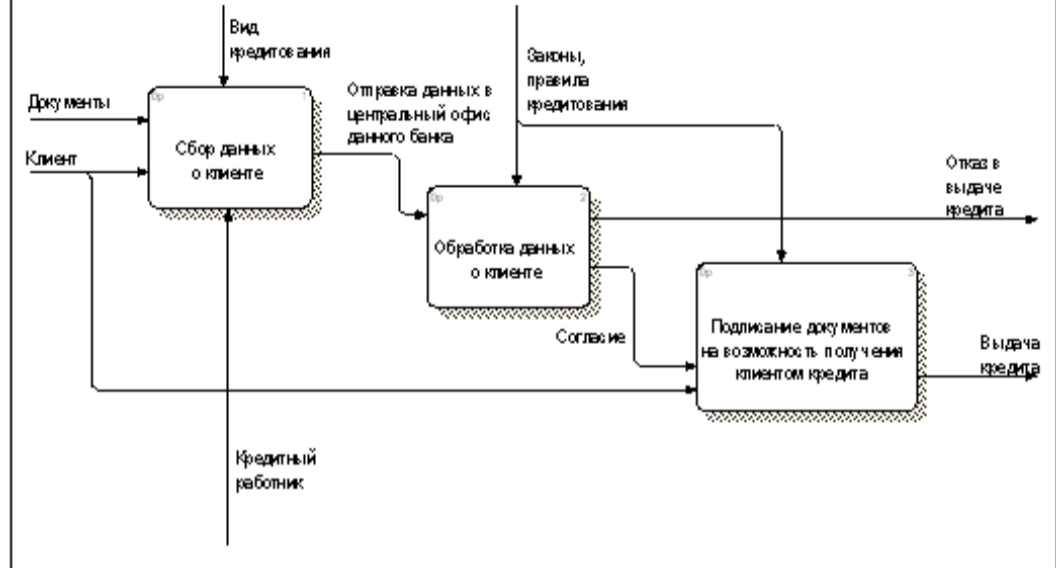 Вид
кредитования
Законы,
правила
кредитования
Документы
Клиент
0р
1
Сбор данных
о клиенте
Отправка данных в
центральный офис
данного банка
0р
2
Обработка данных
о клиенте
Отказ в
выдаче
кредита
Согласие
0р
3
Подписание документов
на возможность получения
клиентом кредита
Выдача
кредита
Кредитный
работник